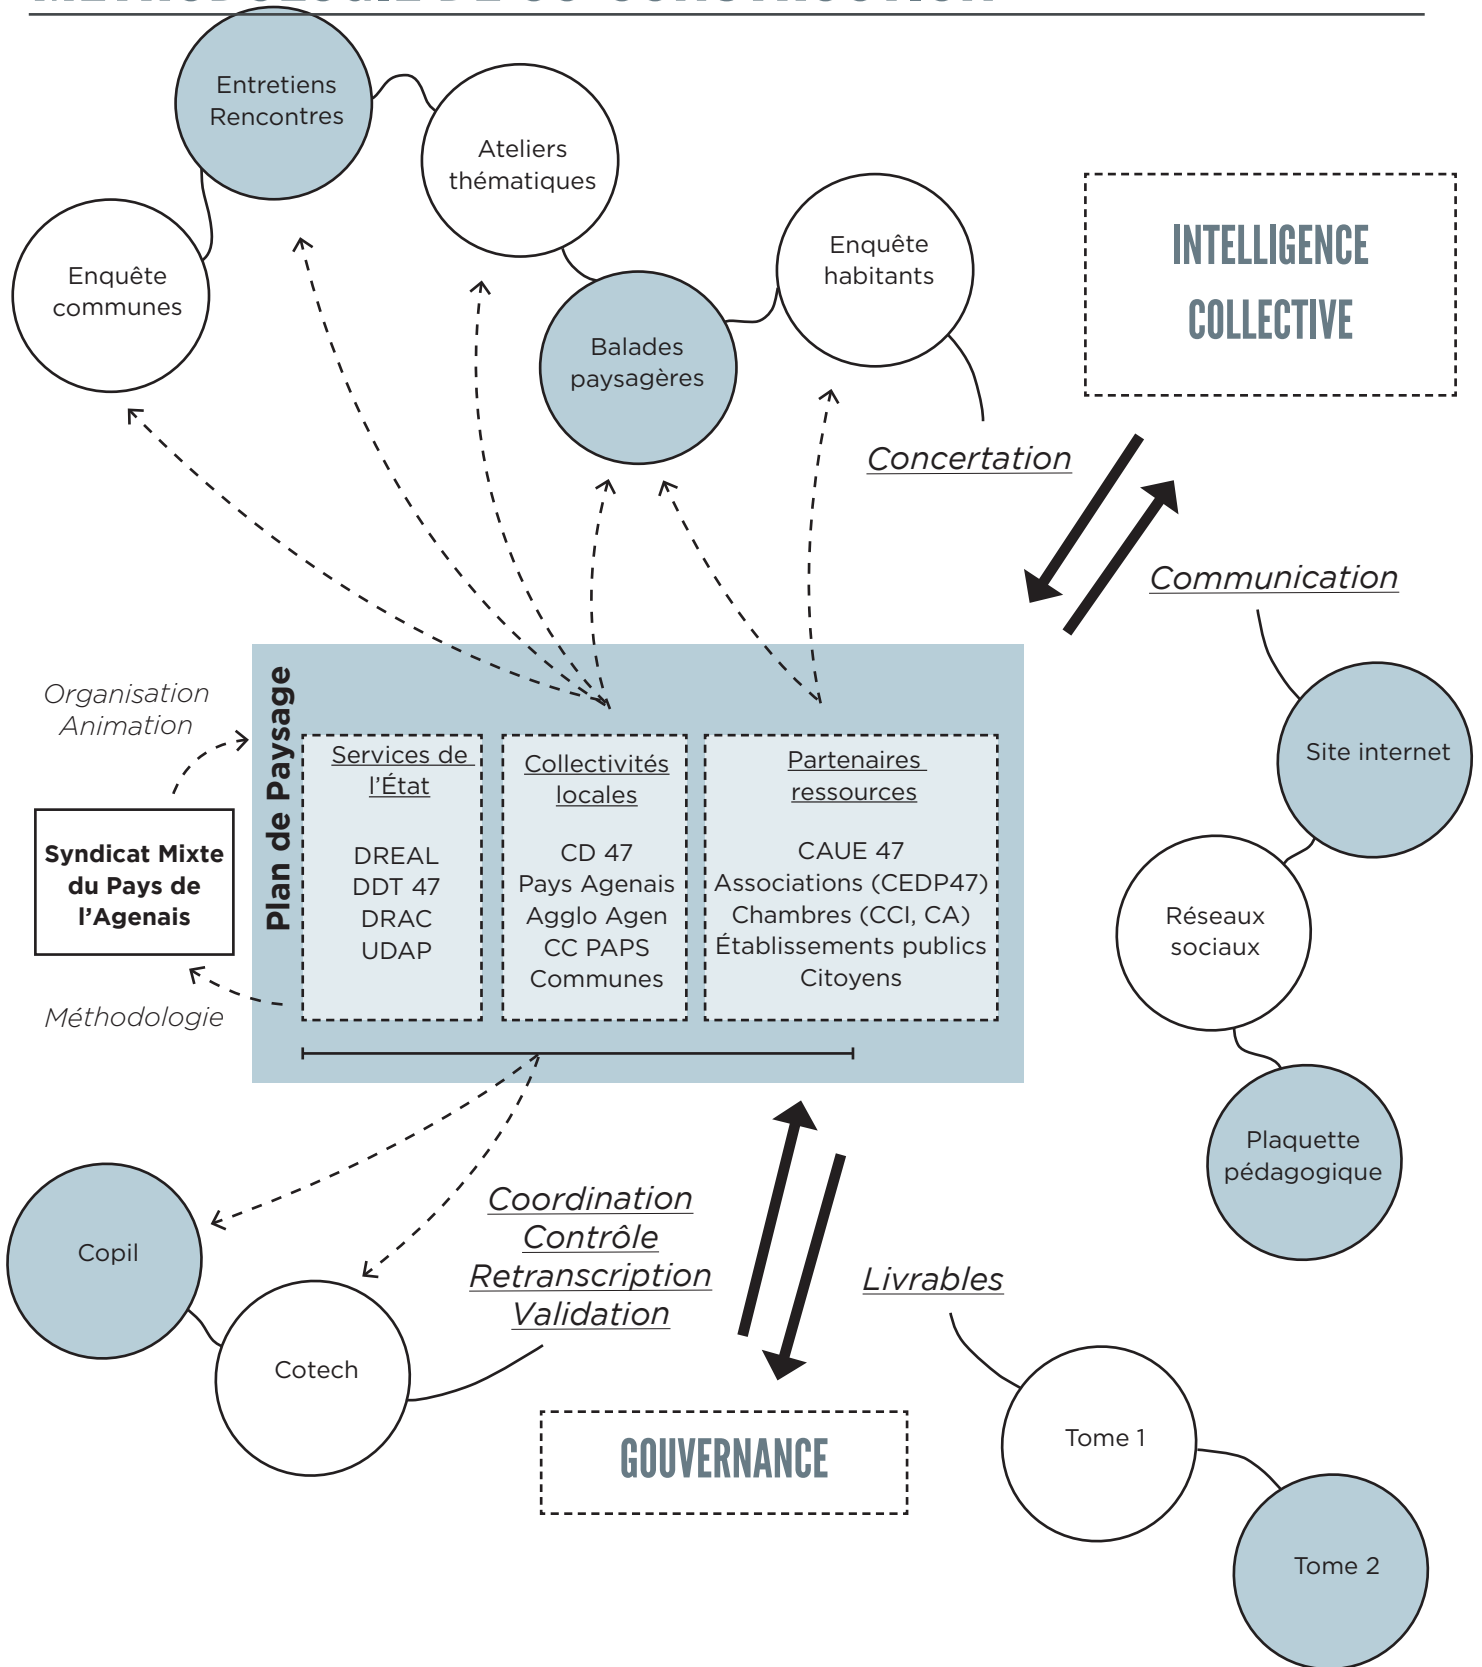 Entretiens
Rencontres
Ateliers
thématiques
Enquête
communes
Balades
paysagères
Enquête
habitants
INTELLIGENCE
COLLECTIVE
Concertation
Communication
Site internet
Réseaux
sociaux
Plaquette
pédagogique
Organisation
Animation
Syndicat Mixte
du Pays de
l'Agenais
Méthodologie
Plan de Paysage
Services de
l'État
DREAL
DDT 47
DRAC
UDAP
Collectivités
locales
CD 47
Pays Agenais
Agglo Agen
CC PAPS
Communes
Partenaires
ressources
CAUE 47
Associations (CEDP47)
Chambres (CCI, CA)
Établissements publics
Citoyens
Copil
Cotech
Coordination
Contrôle
Retranscription
Validation
GOUVERNANCE
Livrables
Tome 1
Tome 2